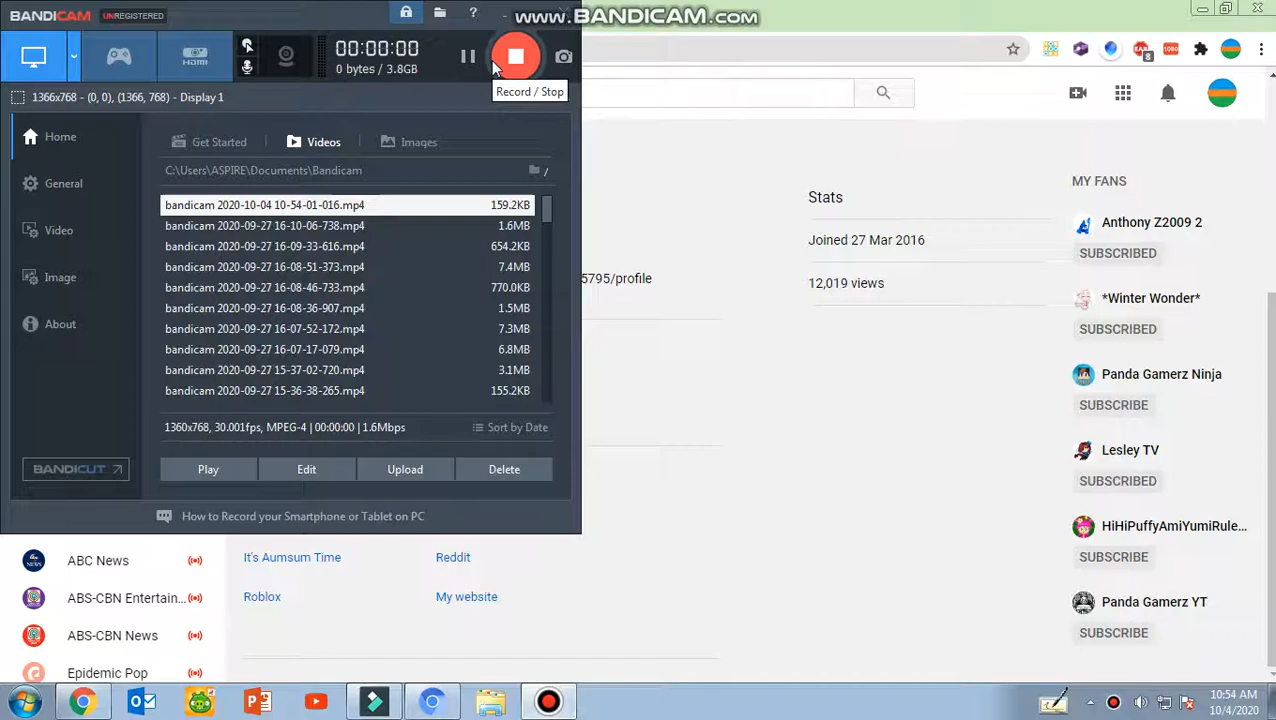 BANDICAM UNREGISTERED
www.BANDICAM.com
?
00:00:00
0 bytes / 3.8GB
HDMI
Record / Stop
8
1080
1366x768 - (0, 0), (1366, 768) - Display 1
Home
General
Video
Image
About
Get Started
Videos
Images
C:\Users\ASPIRE\Documents\Bandicam
/
bandicam 2020-10-04 10-54-01-016.mp4 159.2KB
bandicam 2020-09-27 16-10-06-738.mp4 1.6MB
bandicam 2020-09-27 16-09-33-616.mp4 654.2KB
bandicam 2020-09-27 16-08-51-373.mp4 7.4MB
bandicam 2020-09-27 16-08-46-733.mp4 770.0KB
bandicam 2020-09-27 16-08-36-907.mp4 1.5MB
bandicam 2020-09-27 16-07-52-172.mp4 7.3MB
bandicam 2020-09-27 16-07-17-079.mp4 6.8MB
bandicam 2020-09-27 15-37-02-720.mp4 3.1MB
bandicam 2020-09-27 15-36-38-265.mp4 155.2KB
1360x768, 30.001fps, MPEG-4 | 00:00:00 | 1.6Mbps
Sort by Date
BANDICUT
Play
Edit
Upload
Delete
How to Record your Smartphone or Tablet on PC
5795/profile
Stats
Joined 27 Mar 2016
12,019 views
MY FANS
Anthony Z2009 2
SUBSCRIBED
*Winter Wonder*
SUBSCRIBED
Panda Gamerz Ninja
SUBSCRIBE
Lesley TV
SUBSCRIBED
HiHiPuffyAmiYumiRule...
SUBSCRIBE
Panda Gamerz YT
SUBSCRIBE
ABC News
ABS-CBN Entertain...
ABS-CBN News
Epidemic Pop
It's Aumsum Time
Reddit
Roblox
My website
10:54 AM
10/4/2020